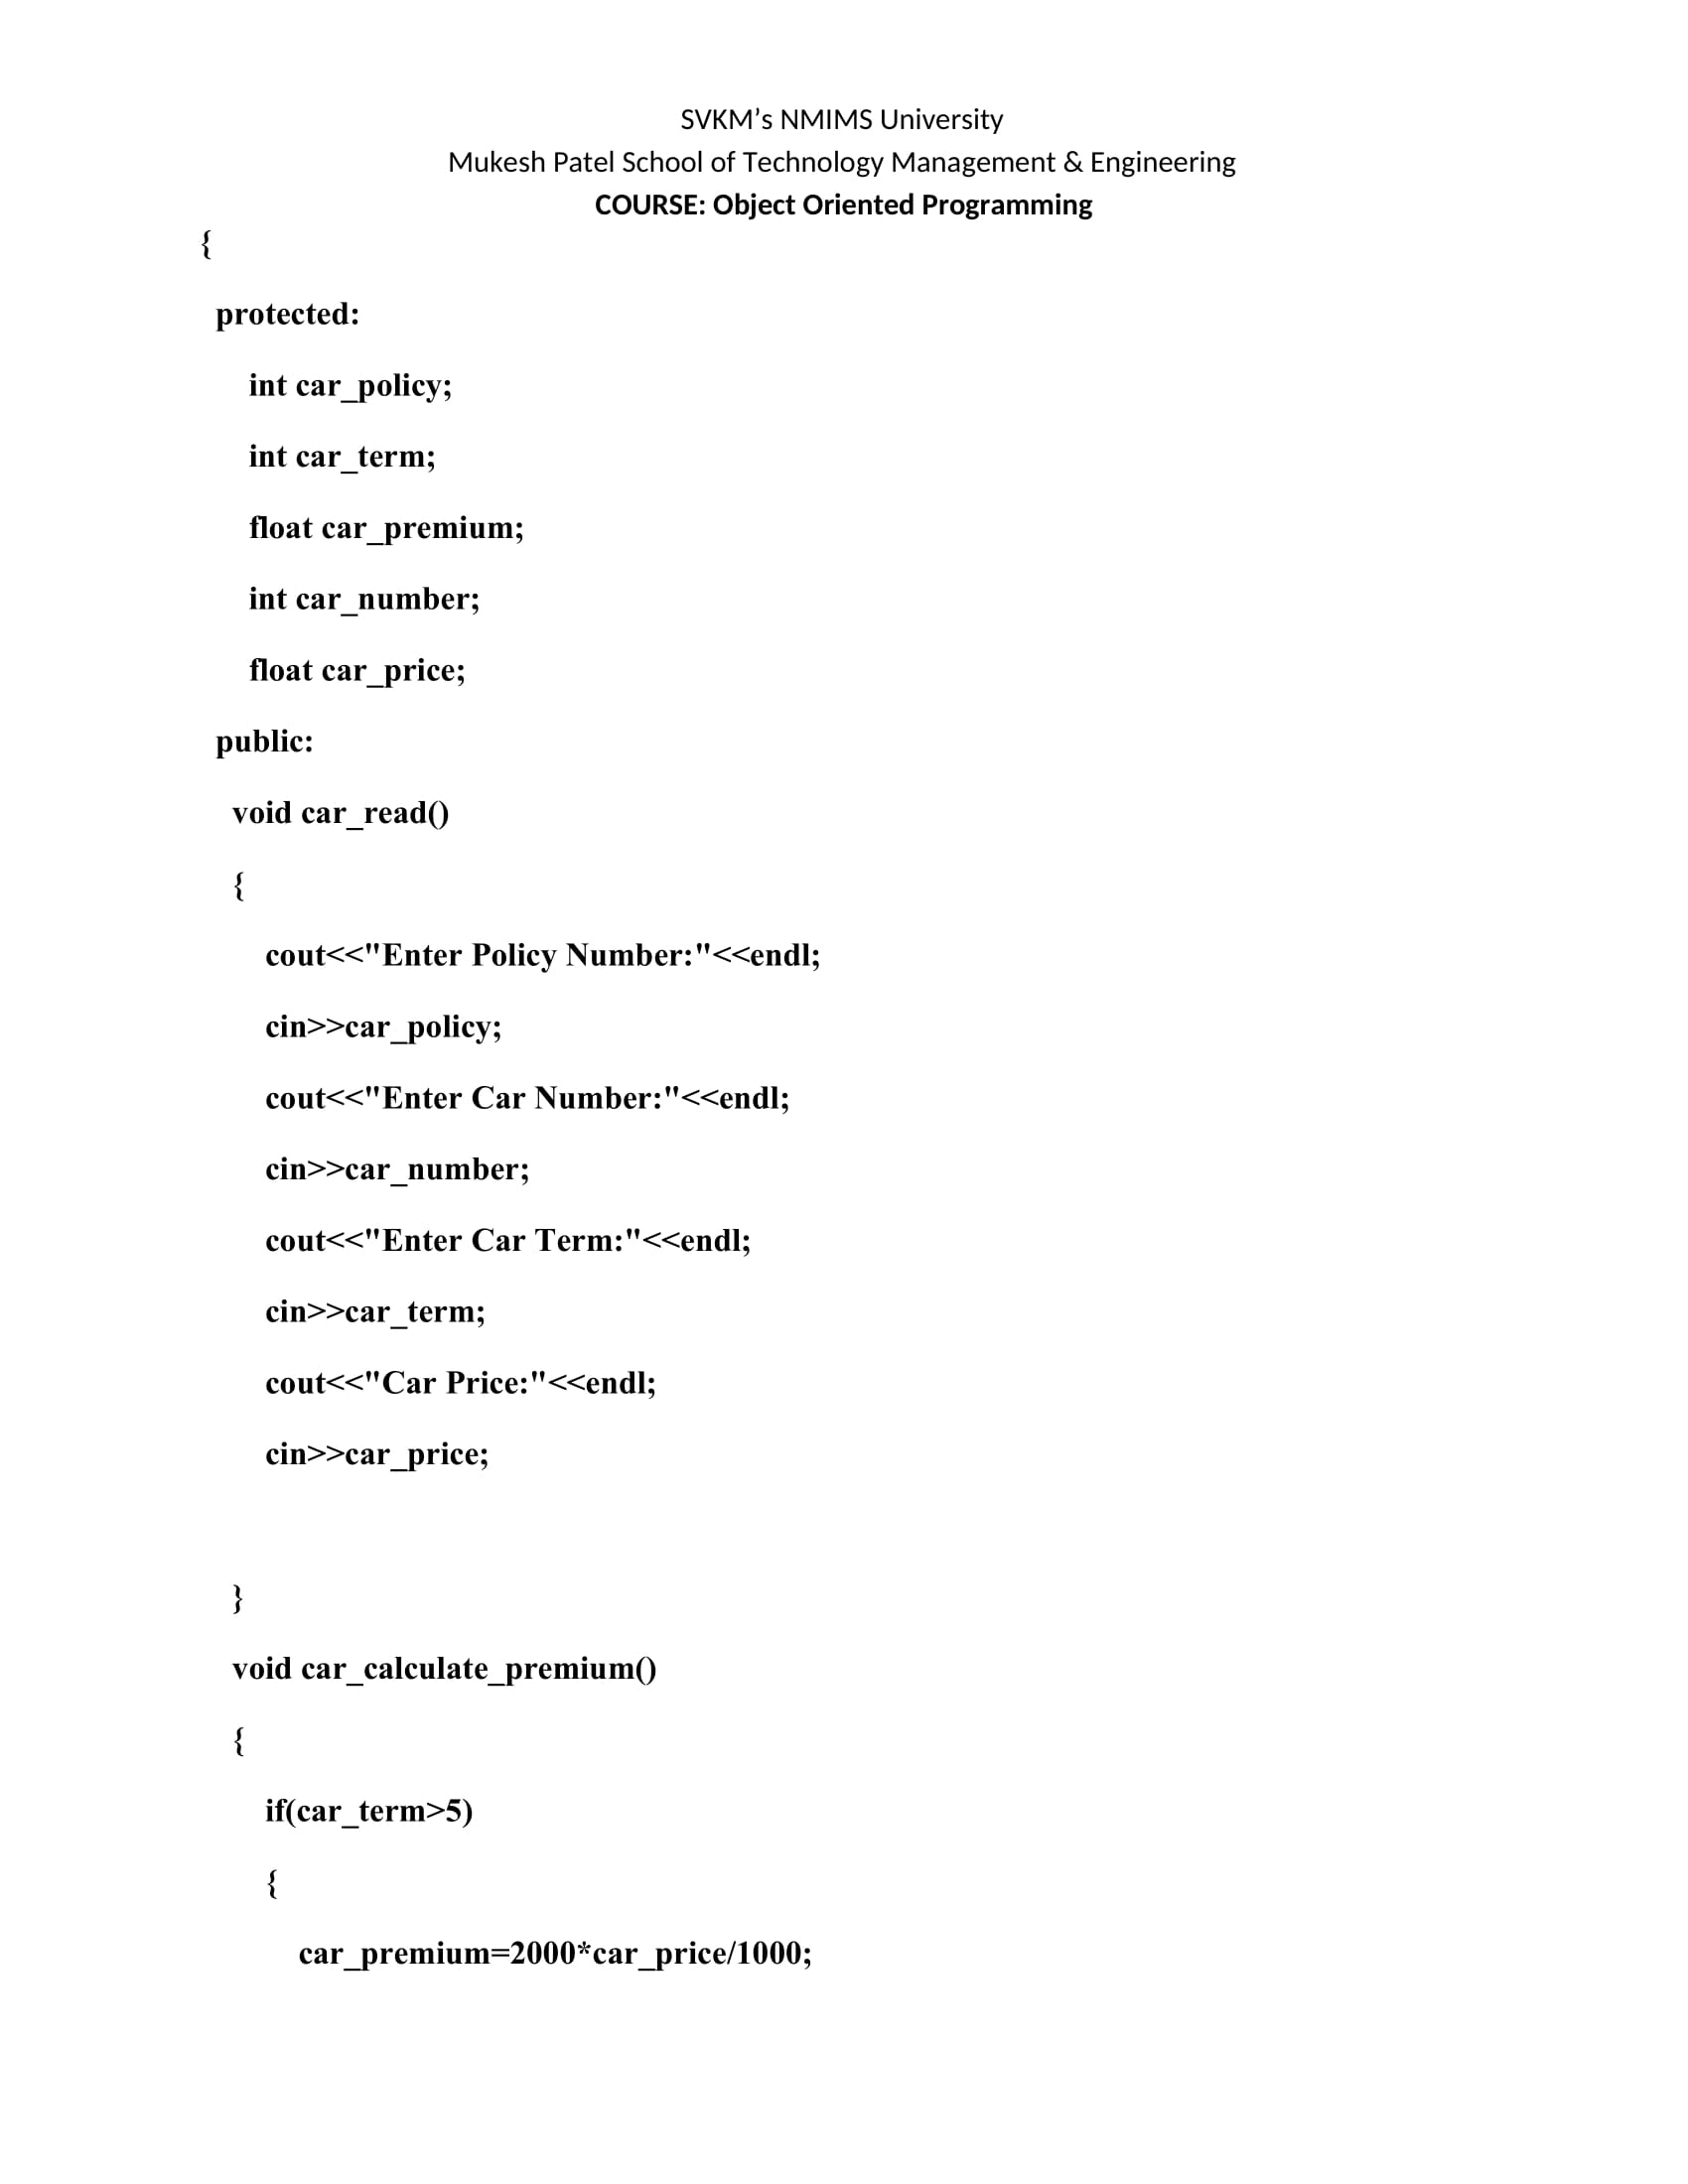 SVKM’s NMIMS University
Mukesh Patel School of Technology Management & Engineering
COURSE: Object Oriented Programming
{
protected:
int car_policy;
int car_term;
float car_premium;
int car_number;
float car_price;
public:
void car_read()
{
cout<<"Enter Policy Number:"<<endl;
cin>>car_policy;
cout<<"Enter Car Number:"<<endl;
cin>>car_number;
cout<<"Enter Car Term:"<<endl;
cin>>car_term;
cout<<"Car Price:"<<endl;
cin>>car_price;
}
void car_calculate_premium()
{
if(car_term>5)
{
car_premium=2000*car_price/1000;